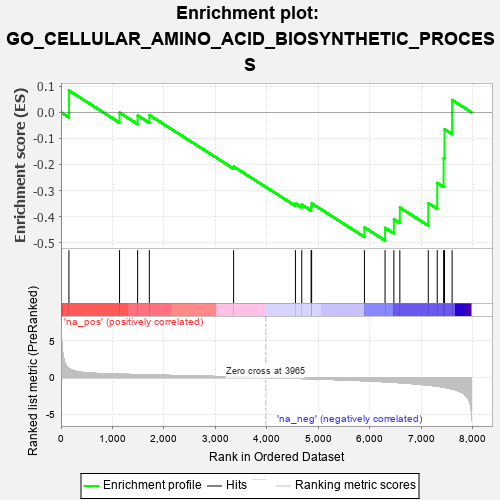 Enrichment plot:
GO_CELLULAR_AMINO_ACID_BIOSYNTHETIC_PROCES
S
Enrichment score (ES)
0.1
0.0
-0.1
-0.2
-0.3
-0.4
-0.5
'na_pos' (positively correlated)
Ranked list metric (PreRanked)
5
0
-5
Zero cross at 3965
'na_neg' (negatively correlated)
0
1,000
2,000
3,000
4,000
5,000
6,000
7,000
8,000
Rank in Ordered Dataset
Enrichment profile
Hits
Ranking metric scores